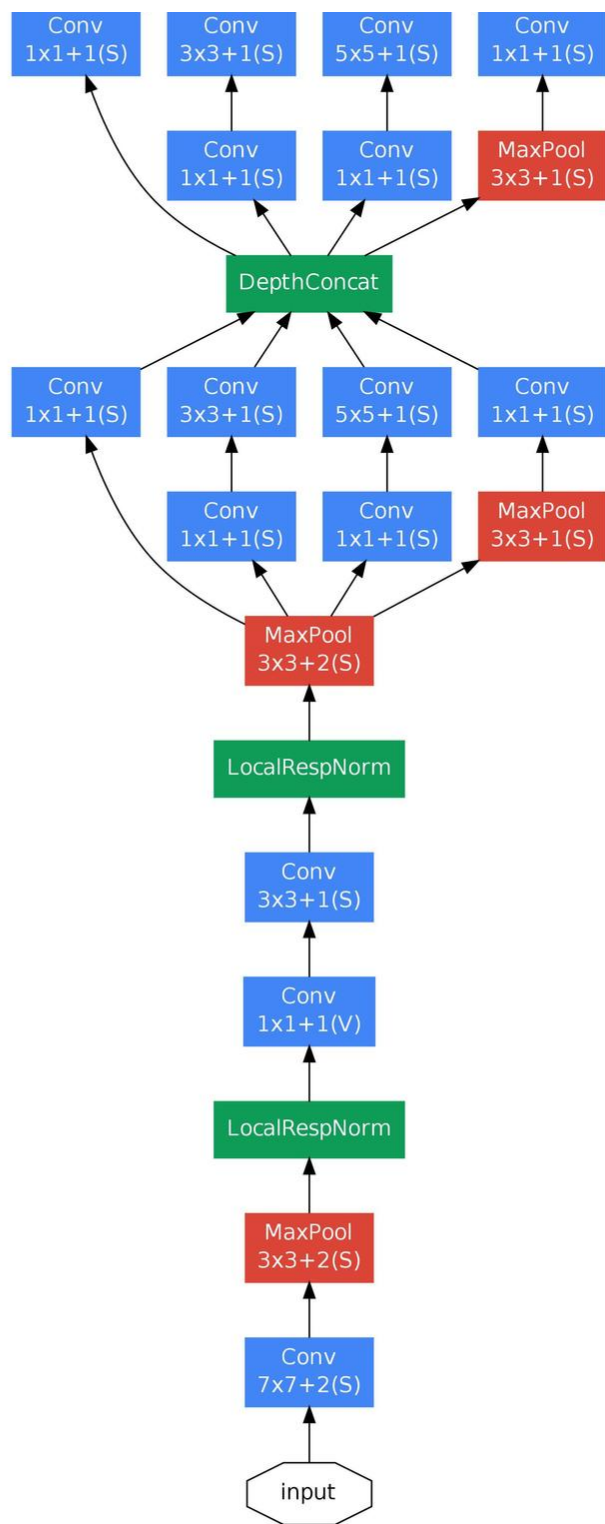 Conv
1x1+1(S)
Conv
3x3+1(S)
Conv
5x5+1(S)
Conv
1x1+1(S)
Conv
1x1+1(S)
Conv
1x1+1(S)
MaxPool
3x3+1(S)
DepthConcat
Conv
1x1+1(S)
Conv
3x3+1(S)
Conv
5x5+1(S)
Conv
1x1+1(S)
Conv
1x1+1(S)
Conv
1x1+1(S)
MaxPool
3x3+1(S)
MaxPool
3x3+2(S)
LocalRespNorm
Conv
3x3+1(S)
Conv
1x1+1(V)
LocalRespNorm
MaxPool
3x3+2(S)
Conv
7x7+2(S)
input